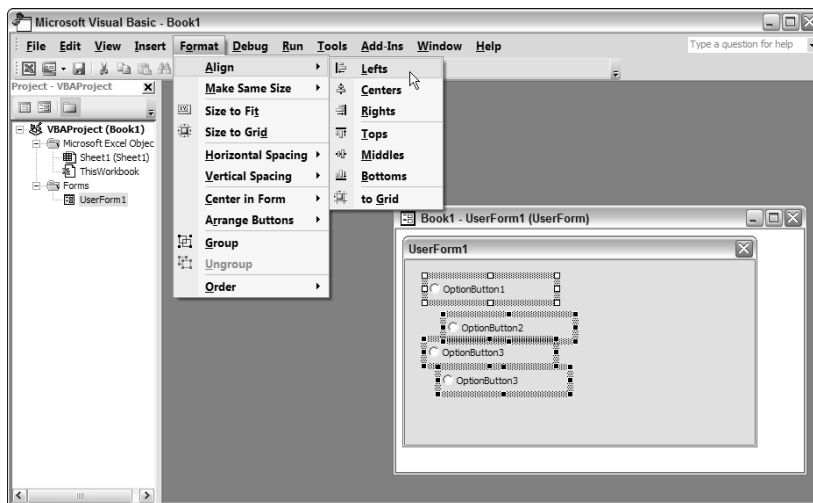 Microsoft Visual Basic - Book1
File Edit View Insert Format Debug Run Tools Add-Ins Window Help
Type a question for help
Project - VBAProject
VBAProject (Book1)
Microsoft Excel Objec
Sheet1 (Sheet1)
ThisWorkbook
Forms
UserForm1
Align
Make Same Size
Size to Fit
Size to Grid
Horizontal Spacing
Vertical Spacing
Center in Form
Arrange Buttons
Group
Ungroup
Order
Lefts
Centers
Rights
Tops
Middles
Bottoms
to Grid
Book1 - UserForm1 (UserForm)
UserForm1
OptionButton1
OptionButton2
OptionButton3
OptionButton3